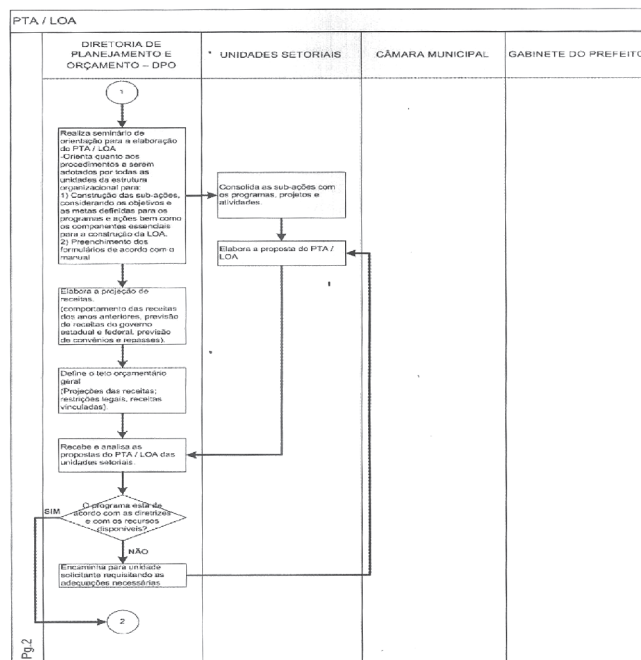 PTA / LOA
DIRETORIA DE
PLANEJAMENTO E
ORÇAMENTO – DPO
UNIDADES SETORIAIS
CÂMARA MUNICIPAL
GABINETE DO PREFEITO
1
Realiza seminário de
orientação para a elaboração
do PTA / LOA
-Orienta quanto aos
procedimentos a serem
adotados por todas as
unidades da estrutura
organizacional para:
1) Construção das sub-ações,
considerando os objetivos e
as metas definidas para os
programas e ações bem como
os componentes essenciais
para a construção da LOA.
2) Preenchimento dos
formulários de acordo com o
manual
Consolida as sub-ações com
os programas, projetos e
atividades.
Elabora a proposta do PTA /
LOA
Elabora a projeção de
receitas.
(comportamento das receitas
dos anos anteriores, previsão
de receitas do governo
estadual e federal, previsão
de convênios e repasses).
Define o teto orçamentário
geral
(Projeções das receitas;
restrições legais, receitas
vinculadas).
Recebe e analisa as
propostas do PTA / LOA das
unidades setoriais.
O programa está de
acordo com as diretrizes
e com os recursos
disponíveis?
SIM
NÃO
Encaminha para unidade
solicitante requisitando as
adequações necessárias
2
Pg.2